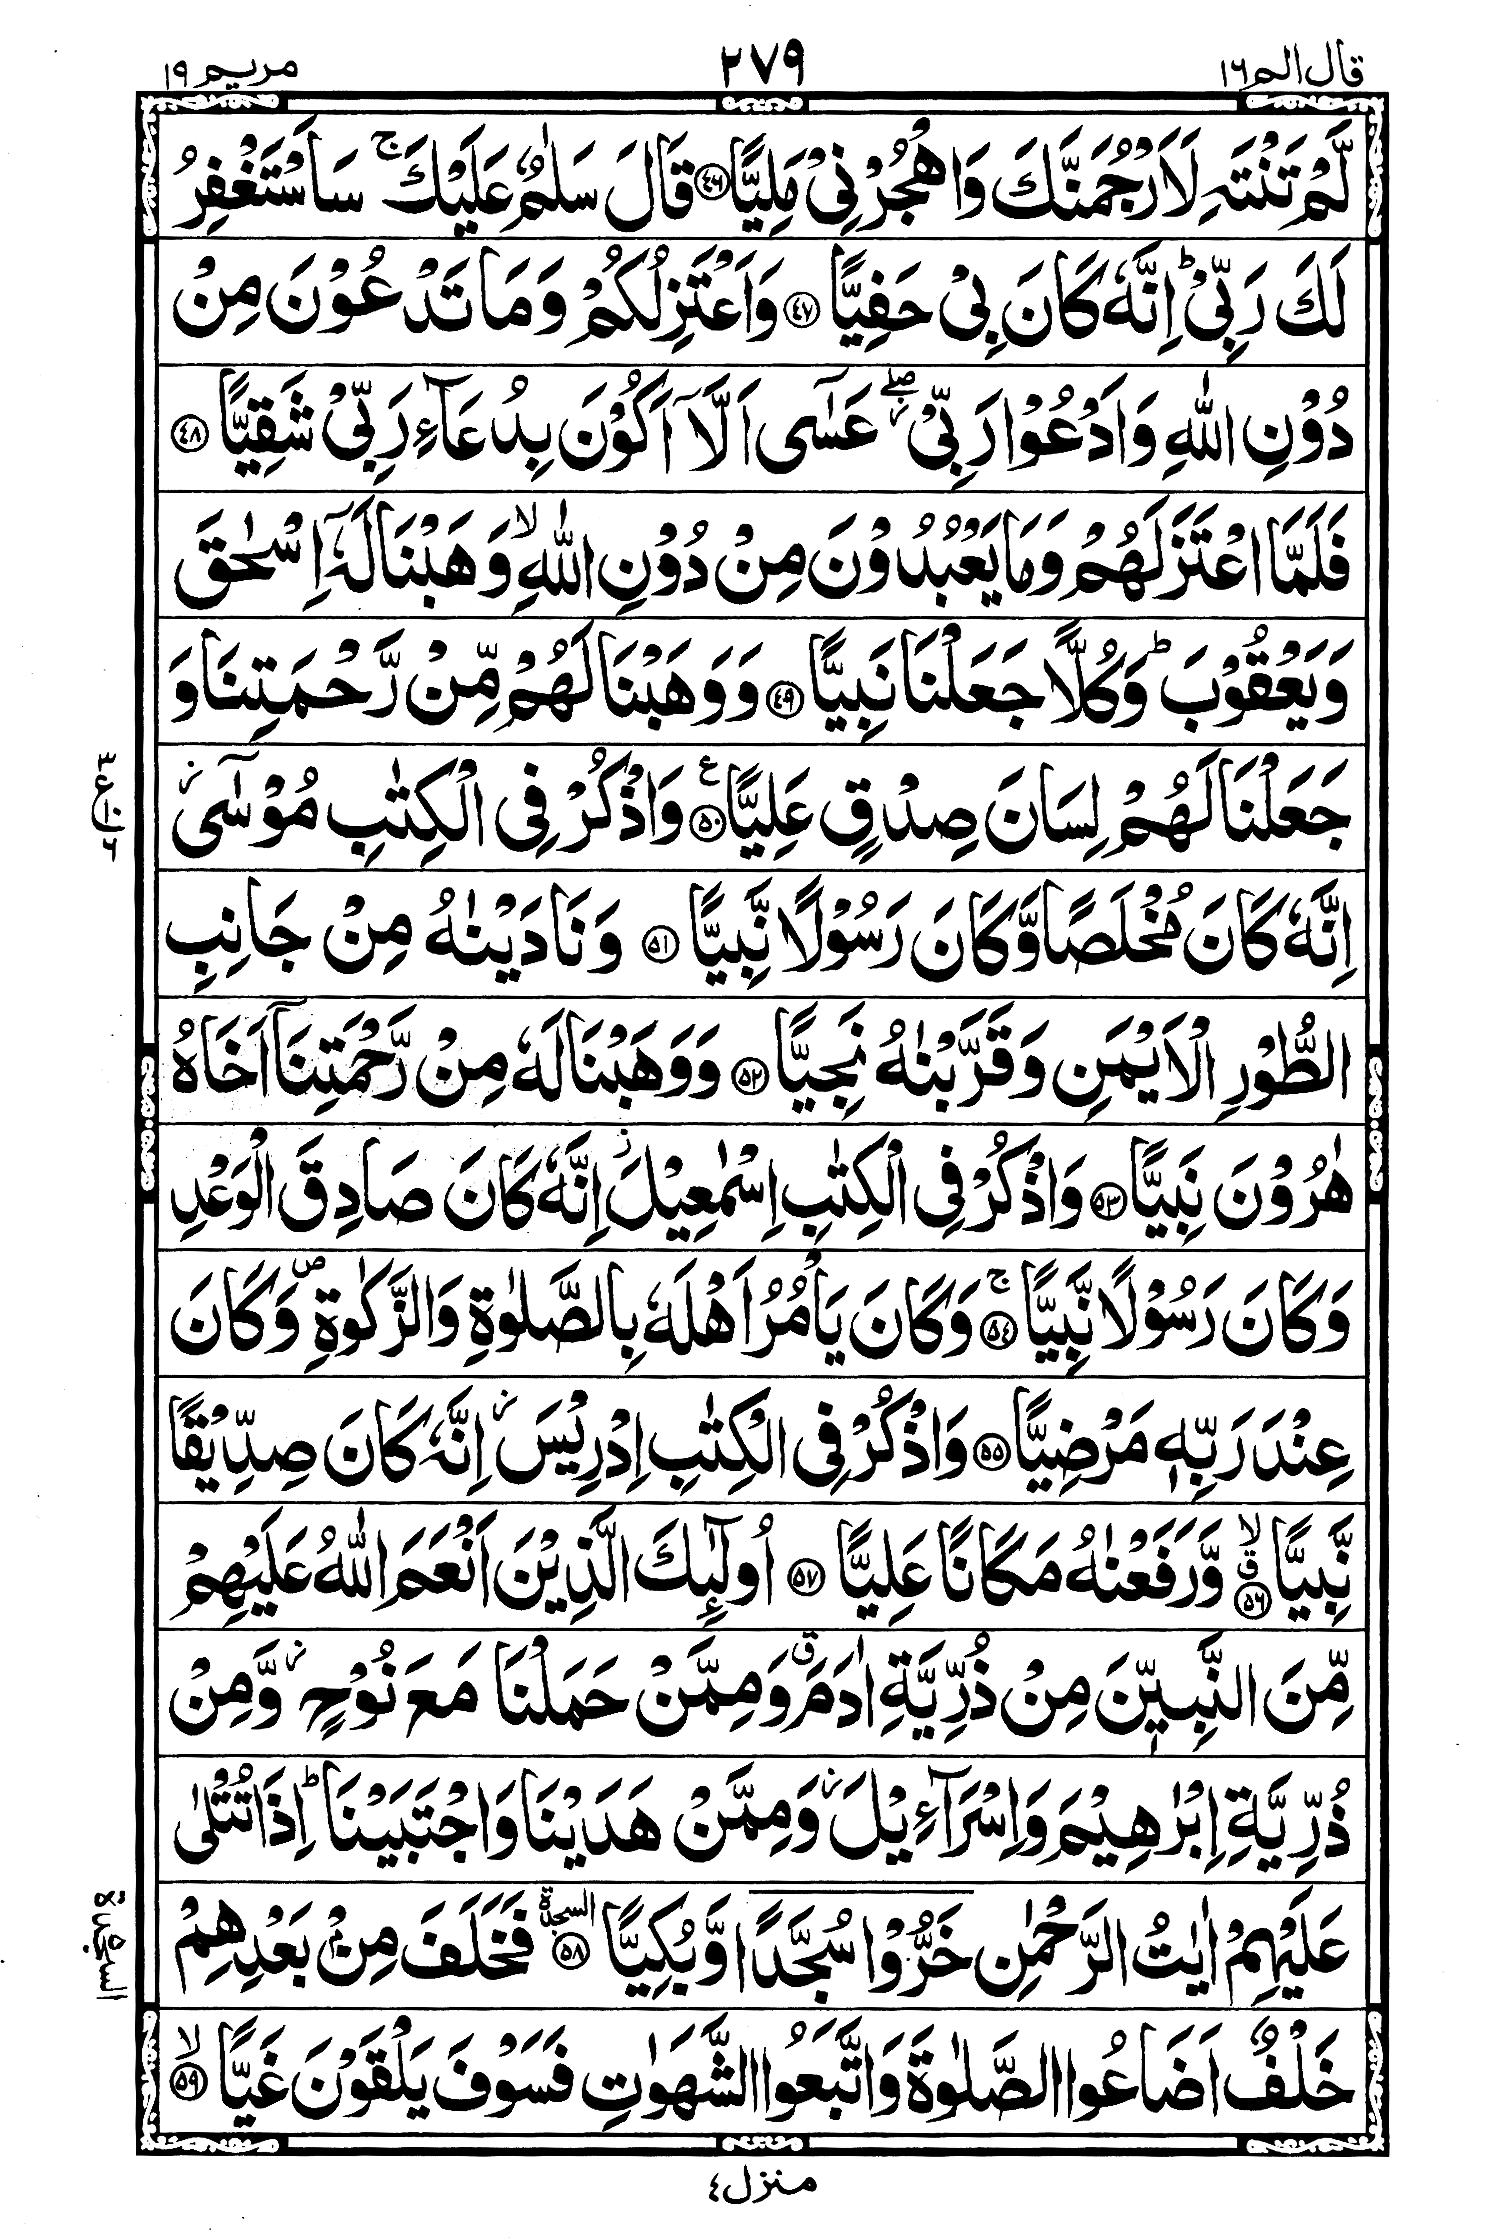 قال الم ١٦
٢٧٩
مريم ١٩
لَّمْ تَنْتَهِ لَاَرْجُمَنَّكَ وَاهْجُرْنِیْ مَلِیًّا ﴿٤٦﴾ قَالَ سَلٰمٌ عَلَیْكَ ۚ سَاَسْتَغْفِرُ
لَكَ رَبِّیْ ؕ اِنَّهٗ كَانَ بِیْ حَفِیًّا ﴿٤٧﴾ وَاَعْتَزِلُكُمْ وَمَا تَدْعُوْنَ مِنْ
دُوْنِ اللّٰهِ وَاَدْعُوْا رَبِّیْ ۖؗ عَسٰۤی اَلَّاۤ اَكُوْنَ بِدُعَآءِ رَبِّیْ شَقِیًّا ﴿٤٨﴾
فَلَمَّا اعْتَزَلَهُمْ وَمَا یَعْبُدُوْنَ مِنْ دُوْنِ اللّٰهِ ۙ وَهَبْنَا لَهٗۤ اِسْحٰقَ
وَیَعْقُوْبَ ؕ وَكُلًّا جَعَلْنَا نَبِیًّا ﴿٤٩﴾ وَوَهَبْنَا لَهُمْ مِّنْ رَّحْمَتِنَا وَ
جَعَلْنَا لَهُمْ لِسَانَ صِدْقٍ عَلِیًّا ﴿٥٠﴾ ع وَاذْكُرْ فِی الْكِتٰبِ مُوْسٰۤی ؗ
اِنَّهٗ كَانَ مُخْلَصًا وَّكَانَ رَسُوْلًا نَّبِیًّا ﴿٥١﴾ وَنَادَیْنٰهُ مِنْ جَانِبِ
الطُّوْرِ الْاَیْمَنِ وَقَرَّبْنٰهُ نَجِیًّا ﴿٥٢﴾ وَوَهَبْنَا لَهٗ مِنْ رَّحْمَتِنَاۤ اَخَاهُ
هٰرُوْنَ نَبِیًّا ﴿٥٣﴾ وَاذْكُرْ فِی الْكِتٰبِ اِسْمٰعِیْلَ ؗ اِنَّهٗ كَانَ صَادِقَ الْوَعْدِ
وَكَانَ رَسُوْلًا نَّبِیًّا ﴿٥٤﴾ ۚ وَكَانَ یَاْمُرُ اَهْلَهٗ بِالصَّلٰوةِ وَالزَّكٰوةِ ۪ وَكَانَ
عِنْدَ رَبِّهٖ مَرْضِیًّا ﴿٥٥﴾ وَاذْكُرْ فِی الْكِتٰبِ اِدْرِیْسَ ؗ اِنَّهٗ كَانَ صِدِّیْقًا
نَّبِیًّا ﴿٥٦﴾ ۙق وَّرَفَعْنٰهُ مَكَانًا عَلِیًّا ﴿٥٧﴾ اُولٰٓىِٕكَ الَّذِیْنَ اَنْعَمَ اللّٰهُ عَلَیْهِمْ
مِّنَ النَّبِیّٖنَ مِنْ ذُرِّیَّةِ اٰدَمَ ق وَمِمَّنْ حَمَلْنَا مَعَ نُوْحٍ ؗ وَّمِنْ
ذُرِّیَّةِ اِبْرٰهِیْمَ وَاِسْرَآءِیْلَ ؗ وَمِمَّنْ هَدَیْنَا وَاجْتَبَیْنَا ؕ اِذَا تُتْلٰی
عَلَیْهِمْ اٰیٰتُ الرَّحْمٰنِ خَرُّوْا سُجَّدًا وَّبُكِیًّا ﴿٥٨﴾ السجدة فَخَلَفَ مِنْۢ بَعْدِهِمْ
خَلْفٌ اَضَاعُوا الصَّلٰوةَ وَاتَّبَعُوا الشَّهَوٰتِ فَسَوْفَ یَلْقَوْنَ غَیًّا ﴿٥٩﴾ ۙ
السجدة ٥
منزل ٤